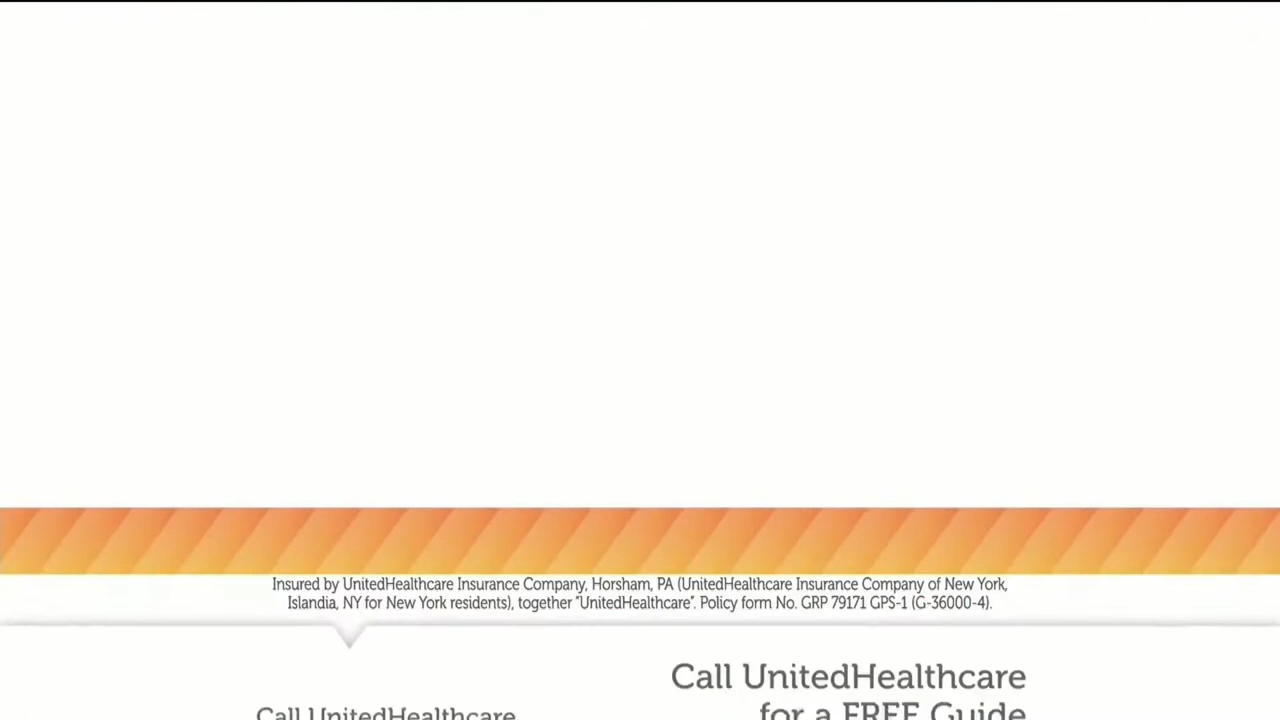 Insured by UnitedHealthcare Insurance Company, Horsham, PA (UnitedHealthcare Insurance Company of New York,
Islandia, NY for New York residents), together "UnitedHealthcare". Policy form No. GRP 79171 GPS-1 (G-36000-4).
Call UnitedHealthcare
for a FREE Guide
Call UnitedHealthcare